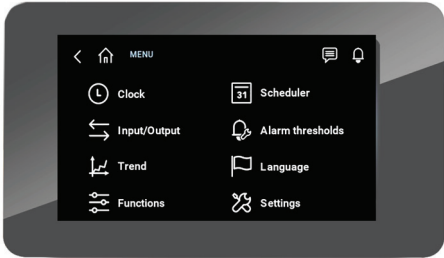 MENU
Clock
31
Scheduler
Input/Output
Alarm thresholds
Trend
Language
Functions
Settings